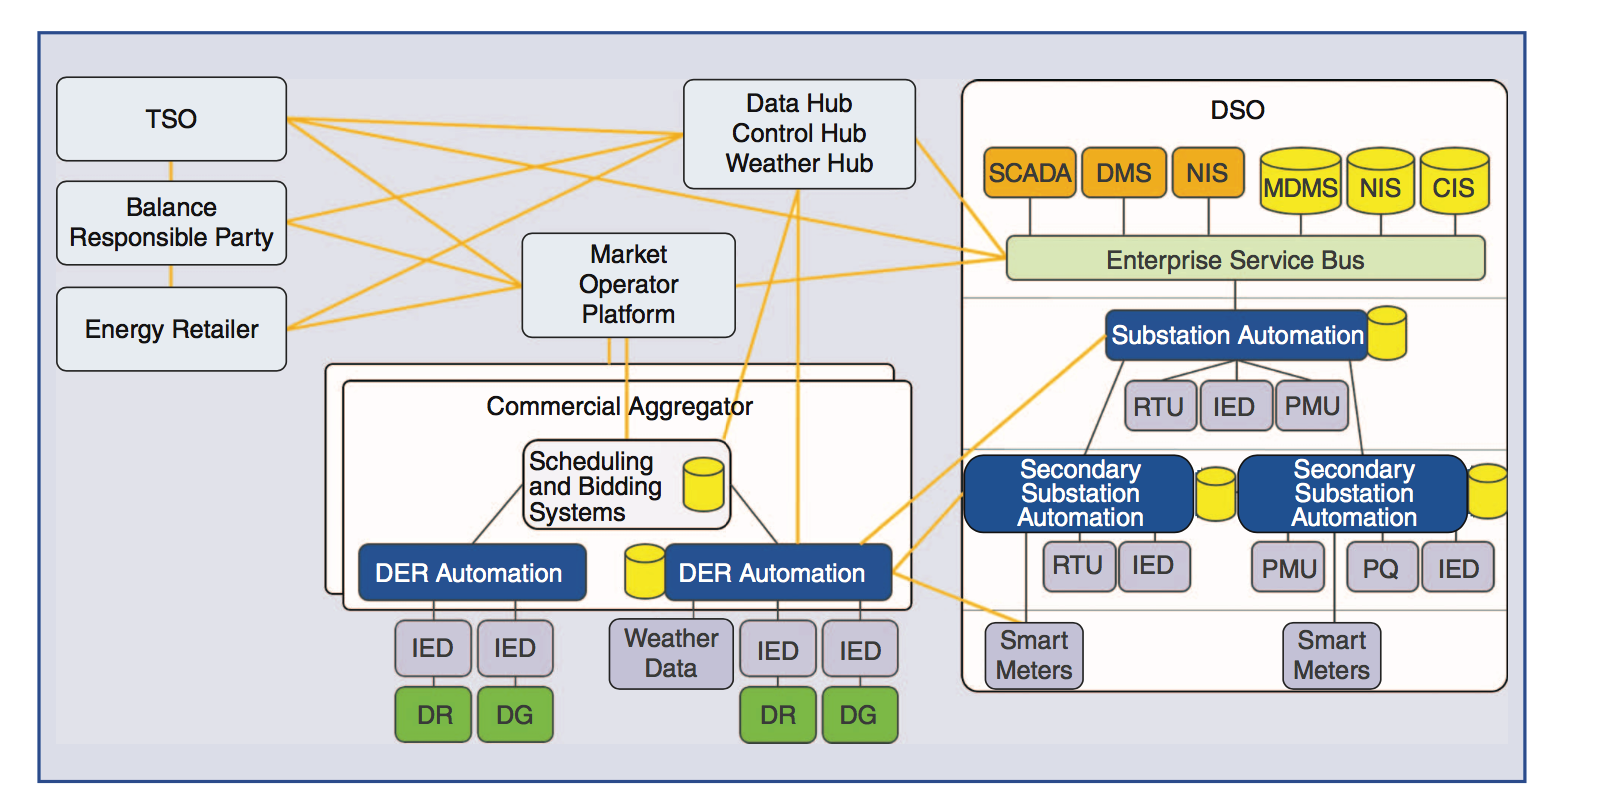 TSO
Balance
Responsible Party
Energy Retailer
Data Hub
Control Hub
Weather Hub
Market
Operator
Platform
Commercial Aggregator
Scheduling
and Bidding
Systems
DER Automation
DER Automation
IED
IED
Weather
Data
IED
IED
DR
DG
DR
DG
DSO
SCADA
DMS
NIS
MDMS
NIS
CIS
Enterprise Service Bus
Substation Automation
RTU
IED
PMU
Secondary
Substation
Automation
Secondary
Substation
Automation
RTU
IED
PMU
PQ
IED
Smart
Meters
Smart
Meters